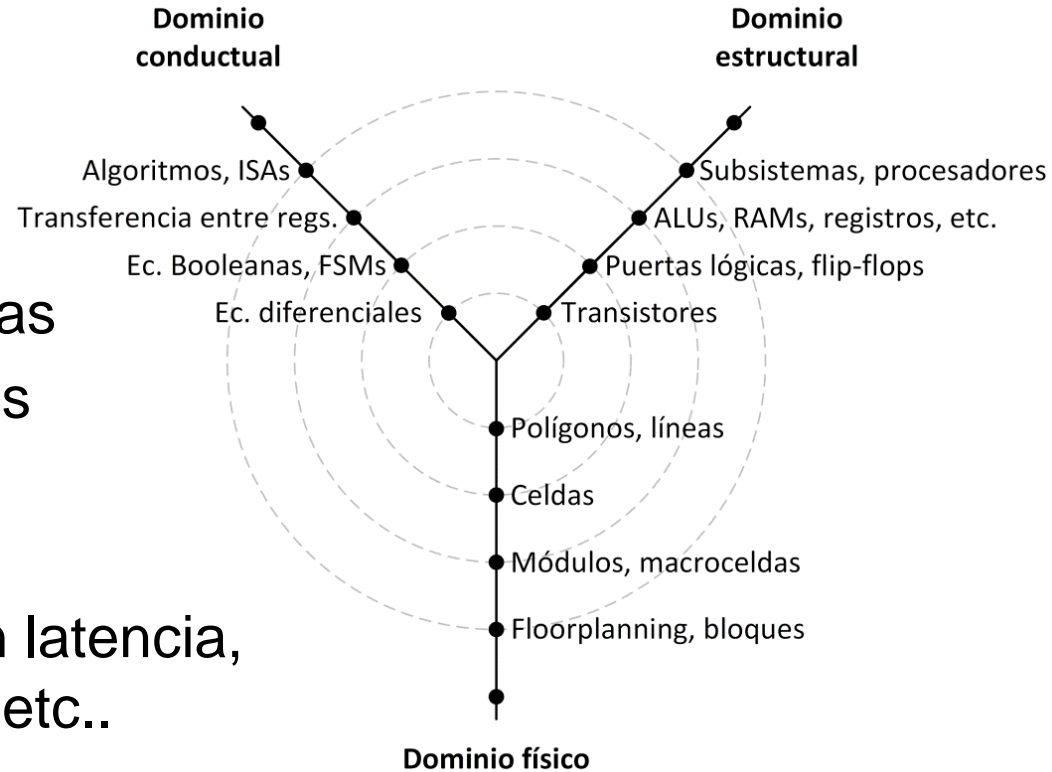 Dominio
conductual
Dominio
estructural
Algoritmos, ISAs
Subsistemas, procesadores
Transferencia entre regs.
ALUs, RAMs, registros, etc.
Ec. Booleanas, FSMs
Puertas lógicas, flip-flops
Ec. diferenciales
Transistores
as
s
Polígonos, líneas
Celdas
Módulos, macroceldas
Floorplanning, bloques
latencia,
etc..
Dominio físico